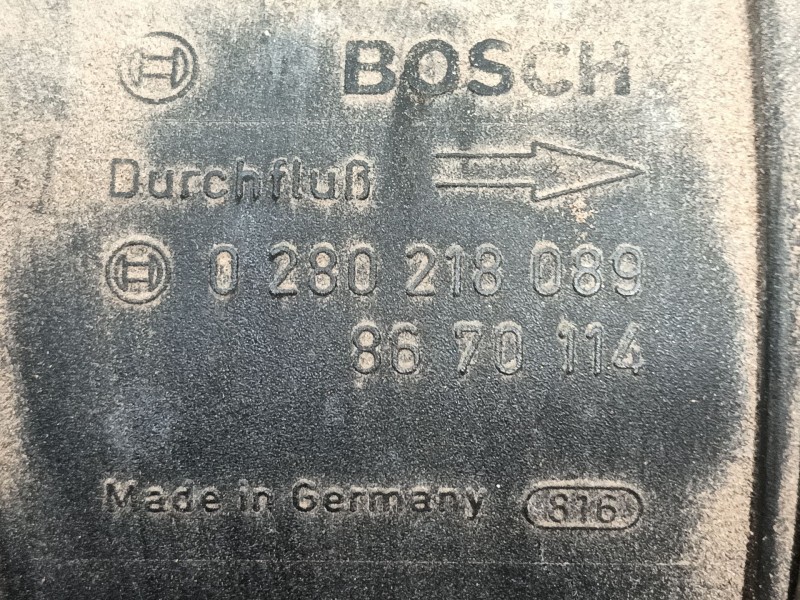 BOSCH
Durchfluß
0 280 218 089
86 70 114
Made in Germany 816